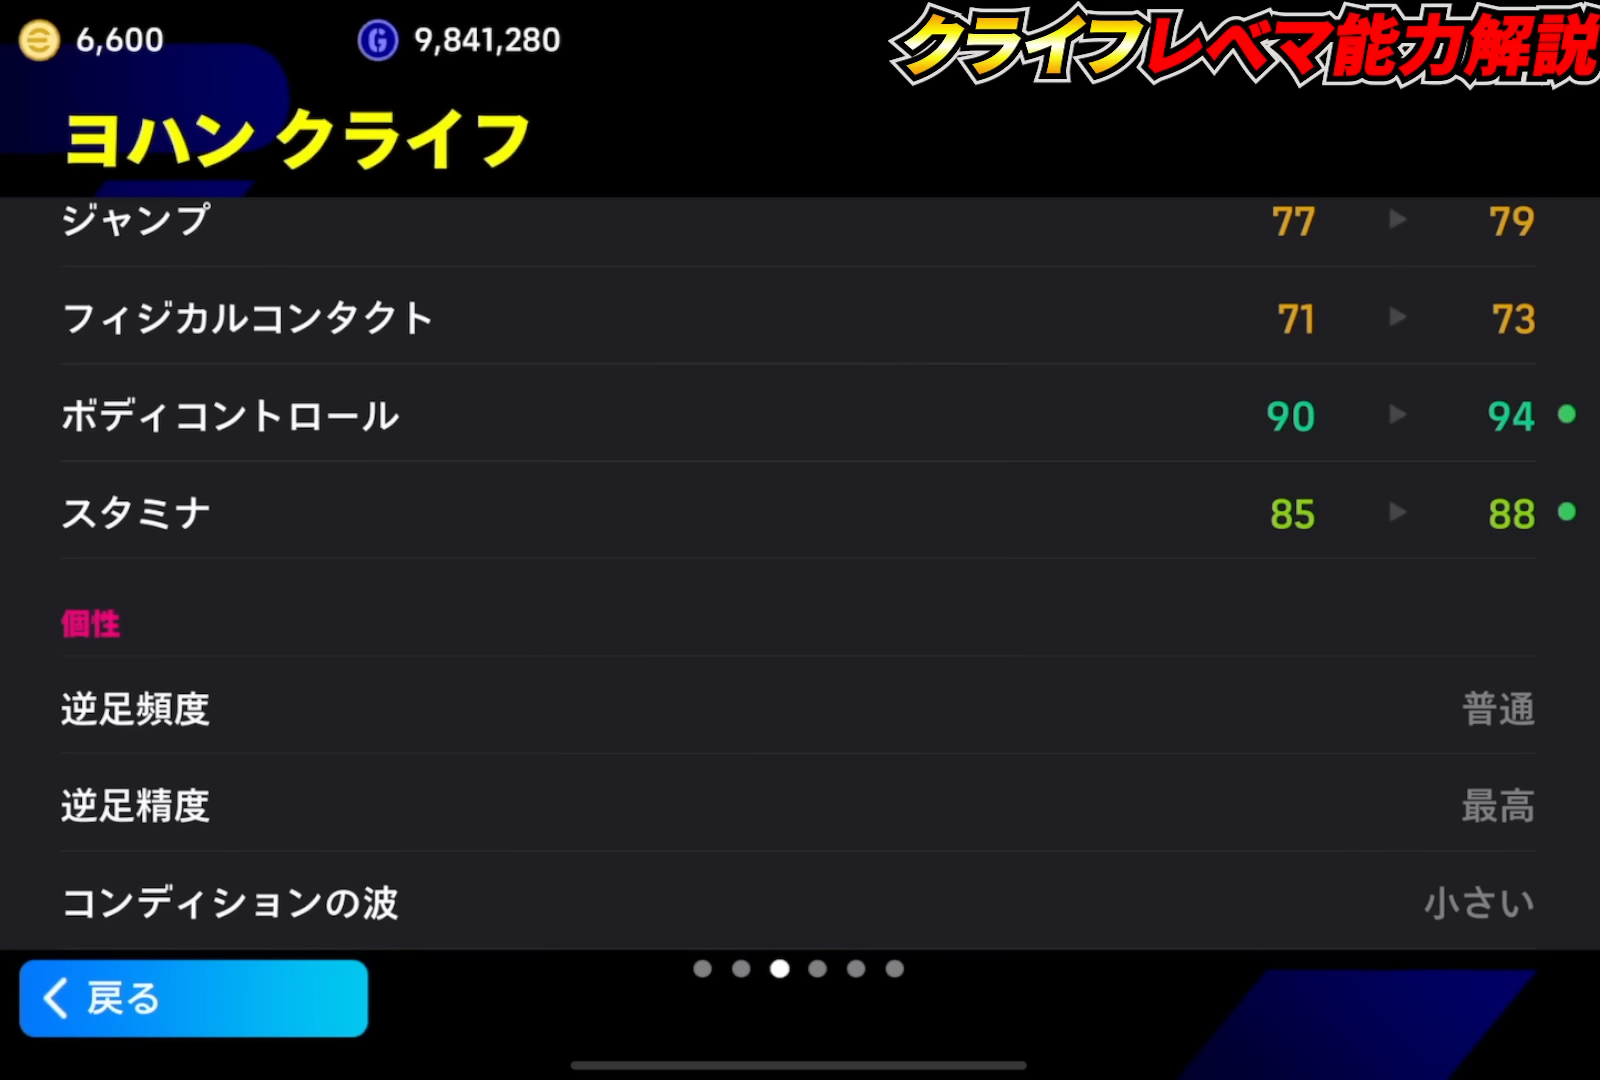 6,600 9,841,280 クライフレベマ能力解説
ヨハン クライフ
ジャンプ 77 79
フィジカルコンタクト 71 73
ボディコントロール 90 94
スタミナ 85 88
個性
逆足頻度 普通
逆足精度 最高
コンディションの波 小さい
戻る